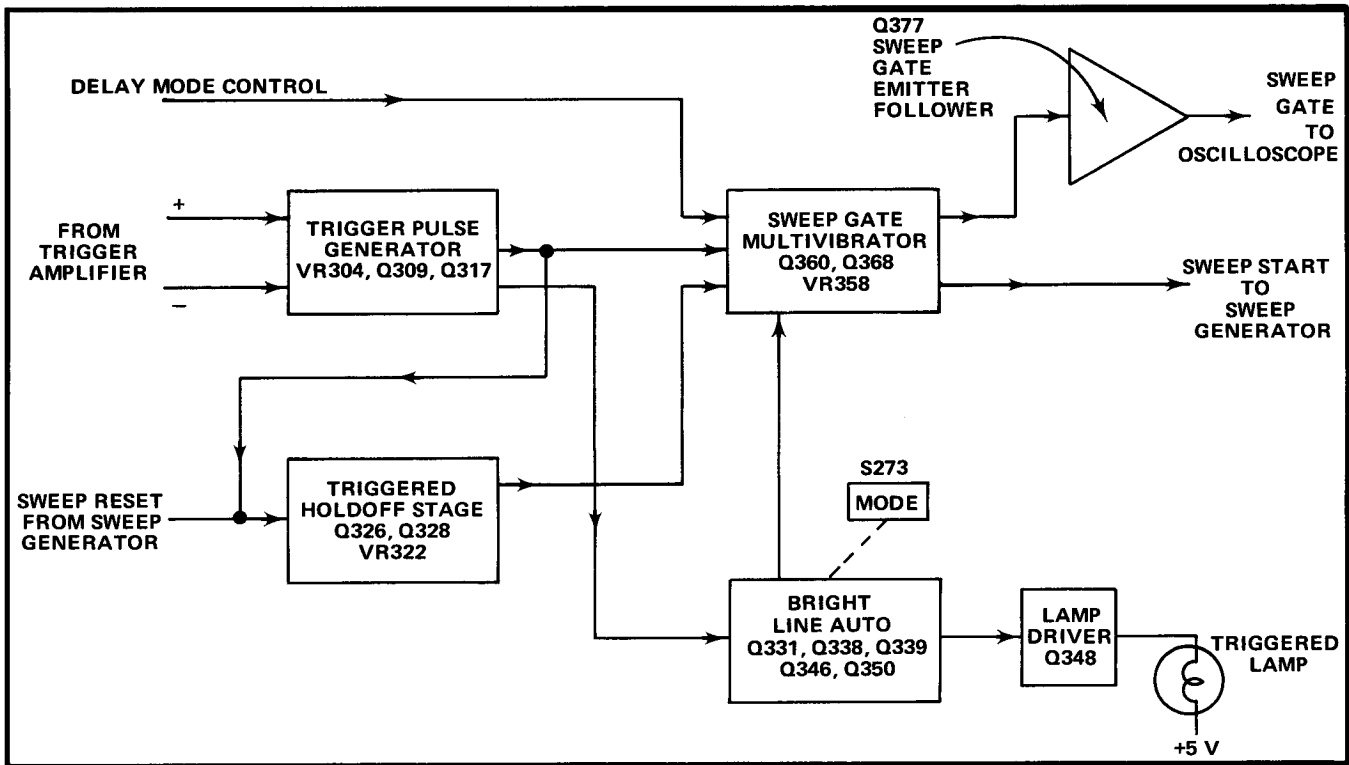 Q377
SWEEP
GATE
EMITTER
FOLLOWER
SWEEP
GATE
TO
OSCILLOSCOPE
DELAY MODE CONTROL
+
FROM
TRIGGER
AMPLIFIER
−
TRIGGER PULSE
GENERATOR
VR304, Q309, Q317
SWEEP GATE
MULTIVIBRATOR
Q360, Q368
VR358
SWEEP START
TO
SWEEP
GENERATOR
SWEEP RESET
FROM SWEEP
GENERATOR
TRIGGERED
HOLDOFF STAGE
Q326, Q328
VR322
S273
MODE
BRIGHT
LINE AUTO
Q331, Q338, Q339
Q346, Q350
LAMP
DRIVER
Q348
TRIGGERED
LAMP
+5 V